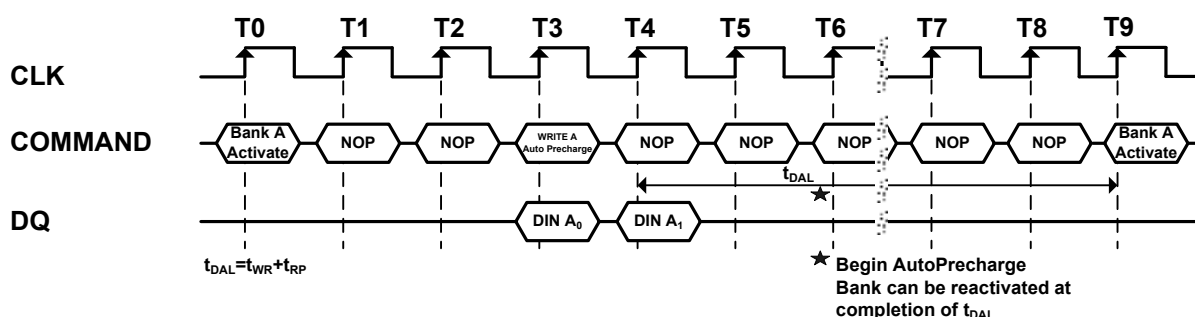 T0 T1 T2 T3 T4 T5 T6 T7 T8 T9
CLK
COMMAND
Bank A
Activate
NOP
NOP
WRITE A
Auto Precharge
NOP
NOP
NOP
NOP
NOP
Bank A
Activate
tDAL
DQ
DIN A0
DIN A1
tDAL=tWR+tRP
Begin AutoPrecharge
Bank can be reactivated at
completion of tDAL